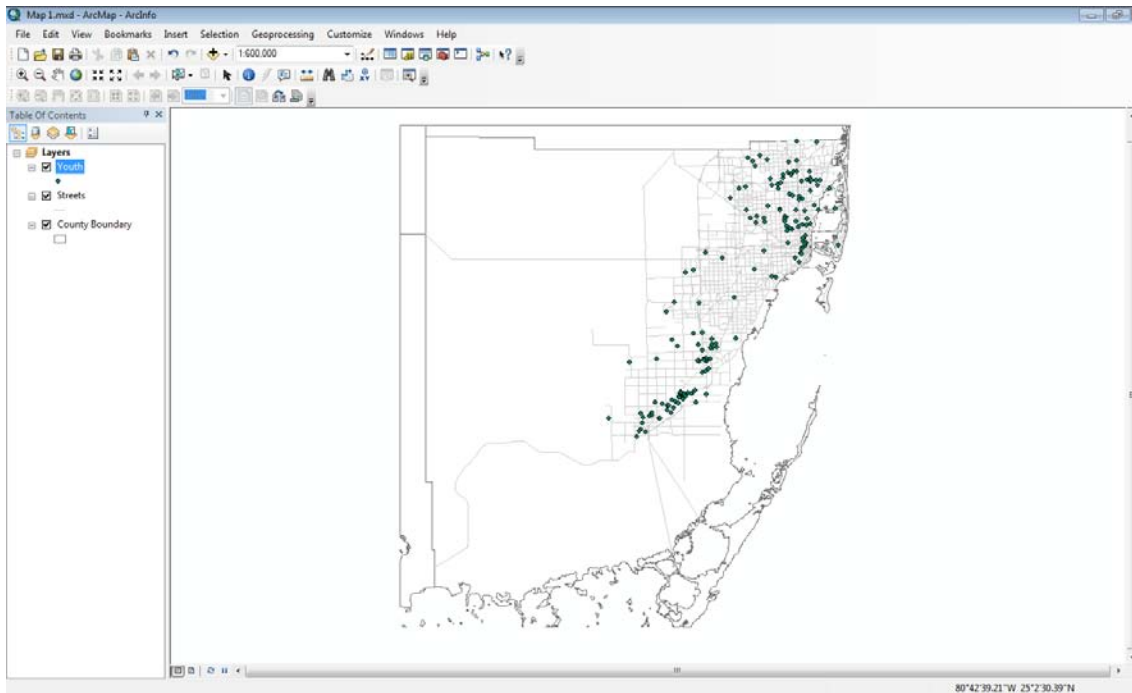 Map 1.mxd - ArcMap - ArcInfo
File Edit View Bookmarks Insert Selection Geoprocessing Customize Windows Help
1:600.000
Table Of Contents
Layers
Youth
Streets
County Boundary
80°42'39.21"W 25°2'30.39"N